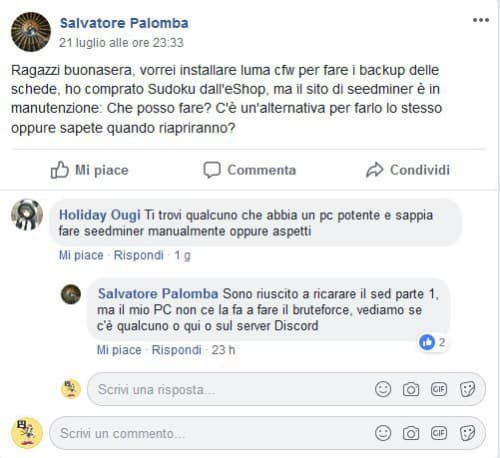 Salvatore Palomba
21 luglio alle ore 23:33
Ragazzi buonasera, vorrei installare luma cfw per fare i backup delle
schede, ho comprato Sudoku dall'eShop, ma il sito di seedminer è in
manutenzione: Che posso fare? C'è un'alternativa per farlo lo stesso
oppure sapete quando riapriranno?
Mi piace Commenta Condividi
Holiday Ougi Ti trovi qualcuno che abbia un pc potente e sappia
fare seedminer manualmente oppure aspetti
Mi piace · Rispondi · 1 g
Salvatore Palomba Sono riuscito a ricarare il sed parte 1,
ma il mio PC non ce la fa a fare il bruteforce, vediamo se
c'è qualcuno o qui o sul server Discord
2
Mi piace · Rispondi · 23 h
Scrivi una risposta...
GIF
Scrivi un commento...
GIF